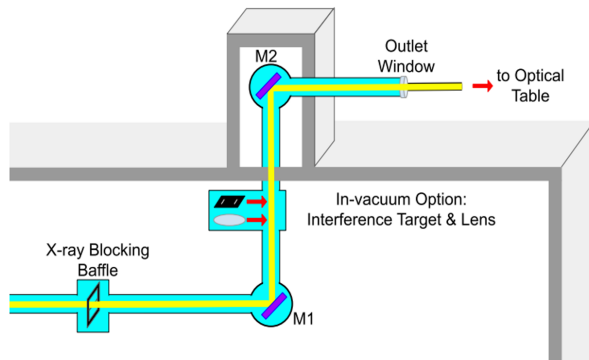 M2
Outlet
Window
to Optical
Table
In-vacuum Option:
Interference Target & Lens
X-ray Blocking
Baffle
M1